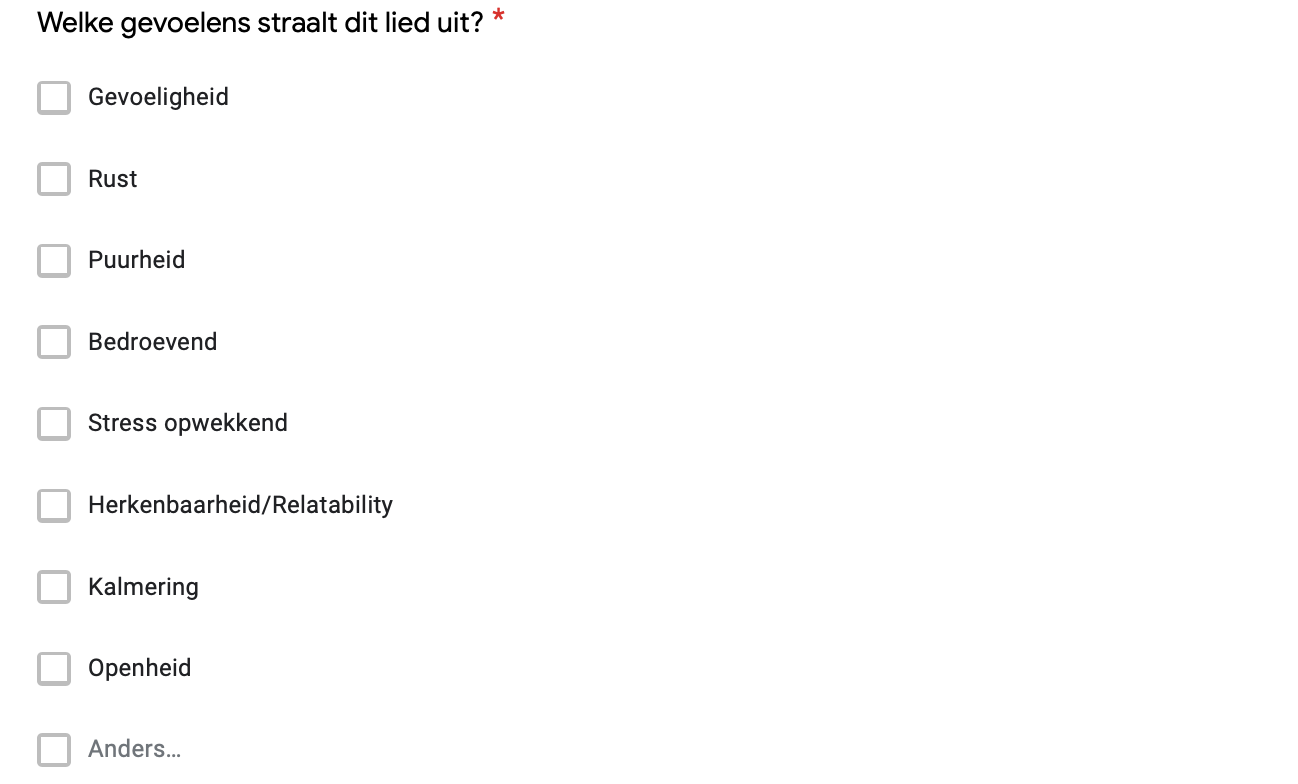 Welke gevoelens straalt dit lied uit? *
Gevoeligheid
Rust
Puurheid
Bedroevend
Stress opwekkend
Herkenbaarheid/Relatability
Kalmering
Openheid
Anders...